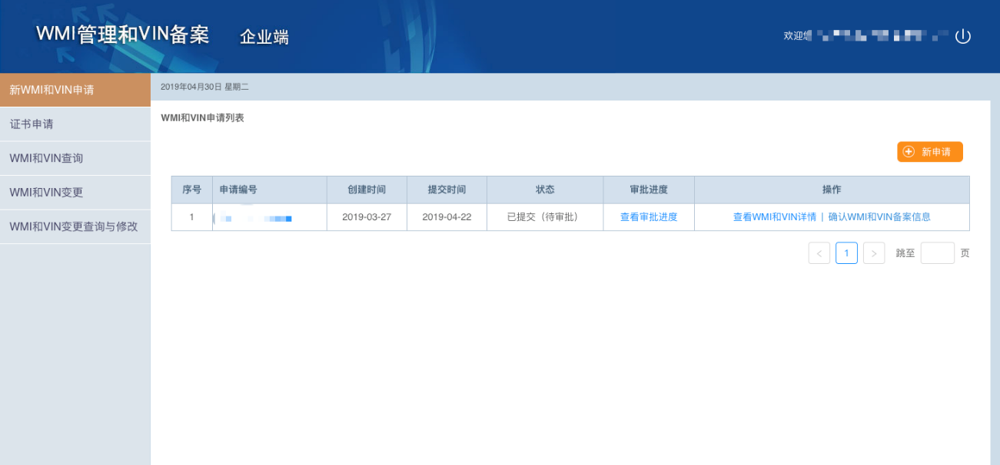 WMI管理和VIN备案 企业端
欢迎您
新WMI和VIN申请
证书申请
WMI和VIN查询
WMI和VIN变更
WMI和VIN变更查询与修改
2019年04月30日 星期二
WMI和VIN申请列表
新申请
序号 申请编号 创建时间 提交时间 状态 审批进度 操作
1 2019-03-27 2019-04-22 已提交（待审批） 查看审批进度 查看WMI和VIN详情 | 确认WMI和VIN备案信息
< 1 > 跳至 页